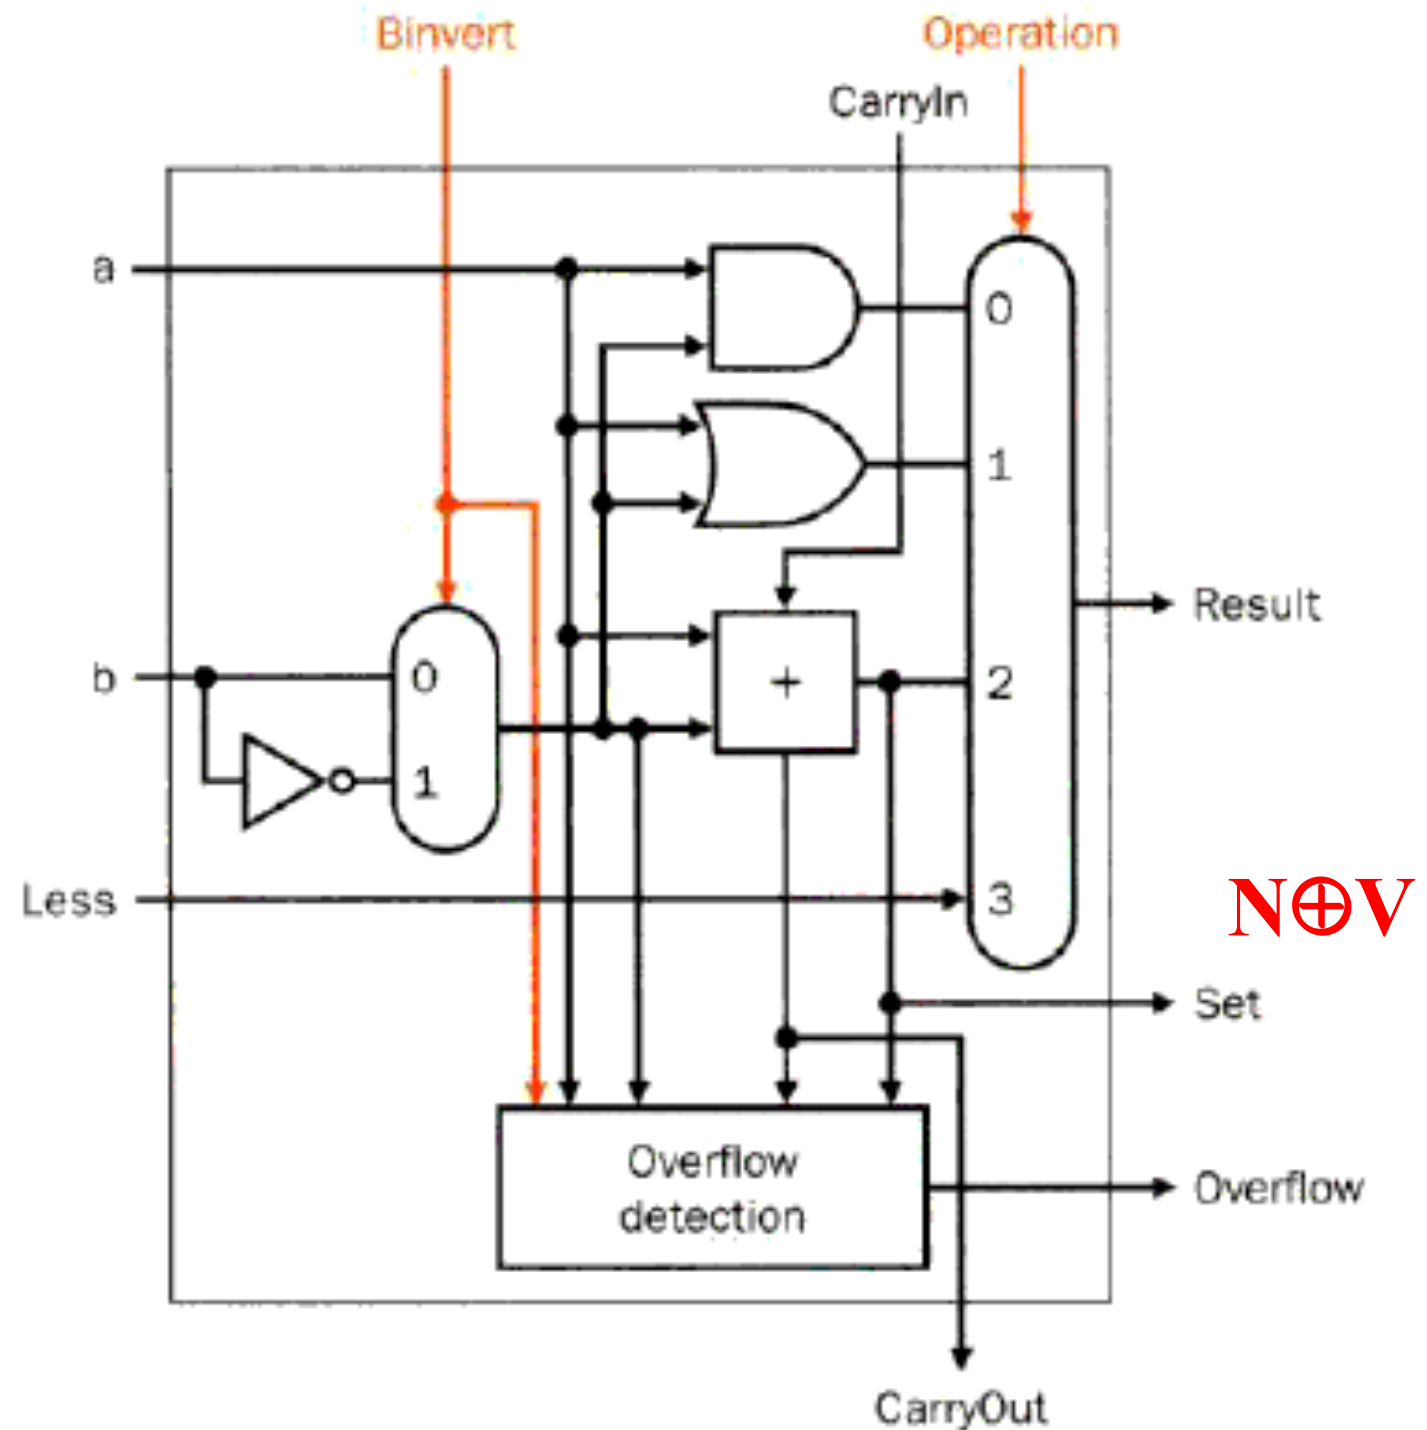 Binvert
Operation
CarryIn
a
0
1
b
0
+
2
Result
1
Less
3
N⊕V
Set
Overflow
detection
Overflow
CarryOut